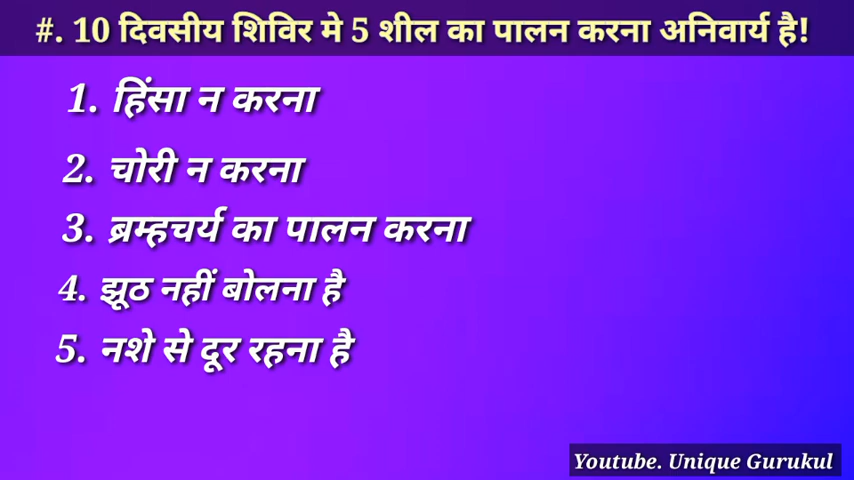 #. 10 दिवसीय शिविर मे 5 शील का पालन करना अनिवार्य है!
1. हिंसा न करना
2. चोरी न करना
3. ब्रम्हचर्य का पालन करना
4. झूठ नहीं बोलना है
5. नशे से दूर रहना है
Youtube. Unique Gurukul